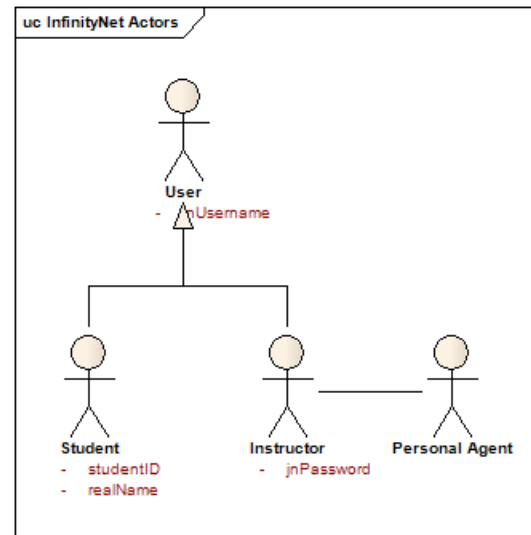 uc InfinityNet Actors
User
- nUsername
Student
- studentID
- realName
Instructor
- jnPassword
Personal Agent